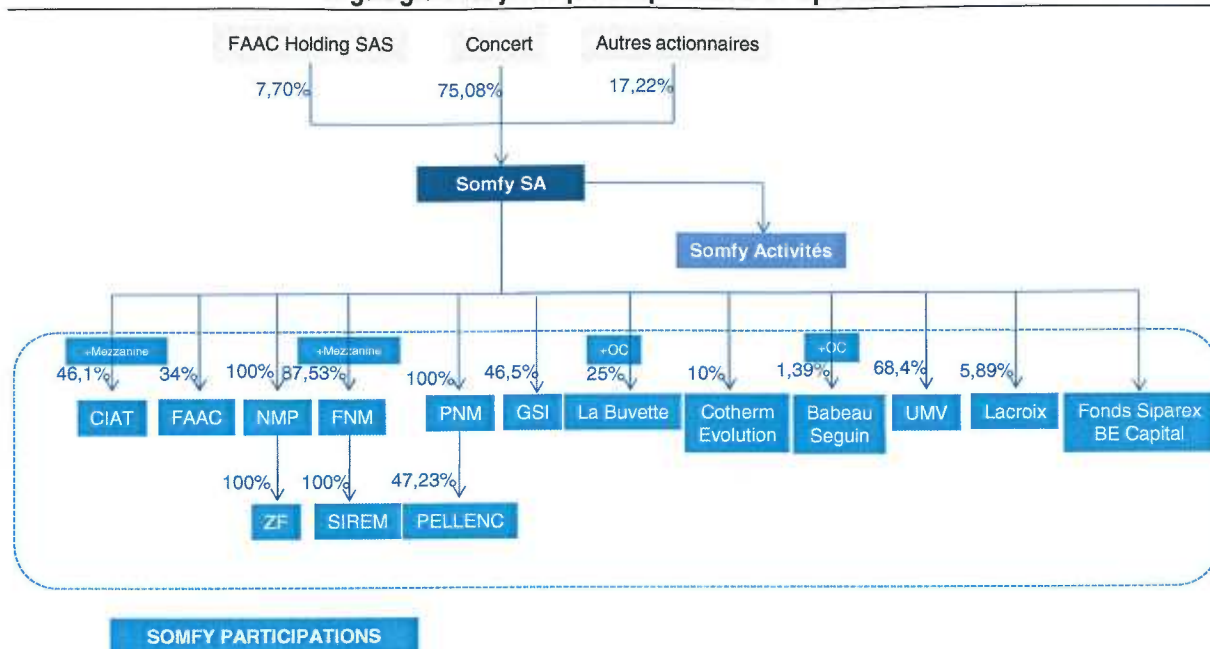 FAAC Holding SAS
Concert
Autres actionnaires
7,70%
75,08%
17,22%
Somfy SA
Somfy Activités
+Mezzanine
+Mezzanine
+OC
+OC
46,1%
34%
100%
87,53%
100%
46,5%
25%
10%
1,39%
68,4%
5,89%
CIAT
FAAC
NMP
FNM
PNM
GSI
La Buvette
Cotherm
Evolution
Babeau
Seguin
UMV
Lacroix
Fonds Siparex
BE Capital
100%
100%
47,23%
ZF
SIREM
PELLENC
SOMFY PARTICIPATIONS